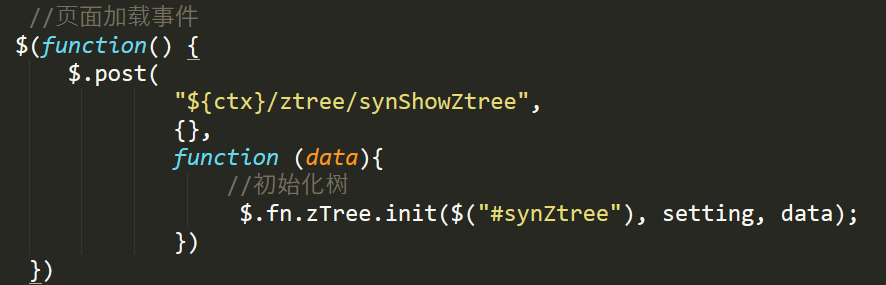 //页面加载事件
$(function() {
$.post(
"${ctx}/ztree/synShowZtree",
{},
function (data){
//初始化树
$.fn.zTree.init($("#synZtree"), setting, data);
})
})